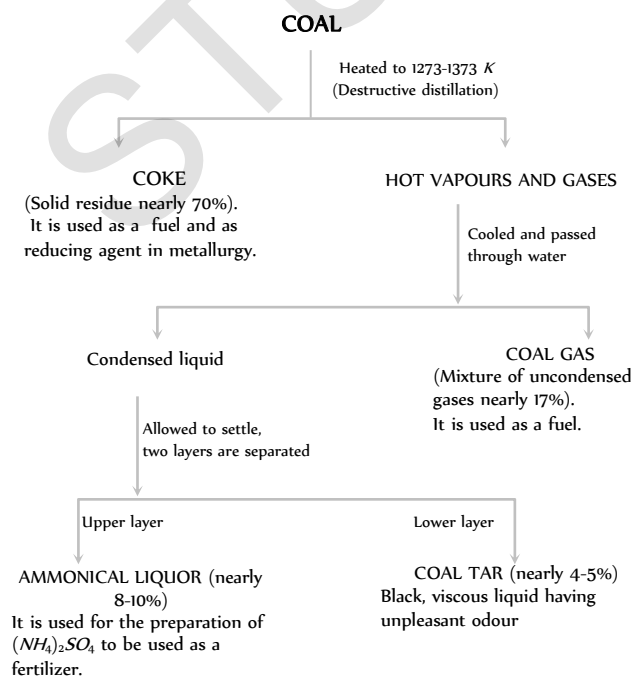 COAL
Heated to 1273-1373 K
(Destructive distillation)
COKE
(Solid residue nearly 70%).
It is used as a fuel and as
reducing agent in metallurgy.
HOT VAPOURS AND GASES
Cooled and passed
through water
Condensed liquid
COAL GAS
(Mixture of uncondensed
gases nearly 17%).
It is used as a fuel.
Allowed to settle,
two layers are separated
Upper layer
Lower layer
AMMONICAL LIQUOR (nearly
8-10%)
It is used for the preparation of
(NH₄)₂SO₄ to be used as a
fertilizer.
COAL TAR (nearly 4-5%)
Black, viscous liquid having
unpleasant odour